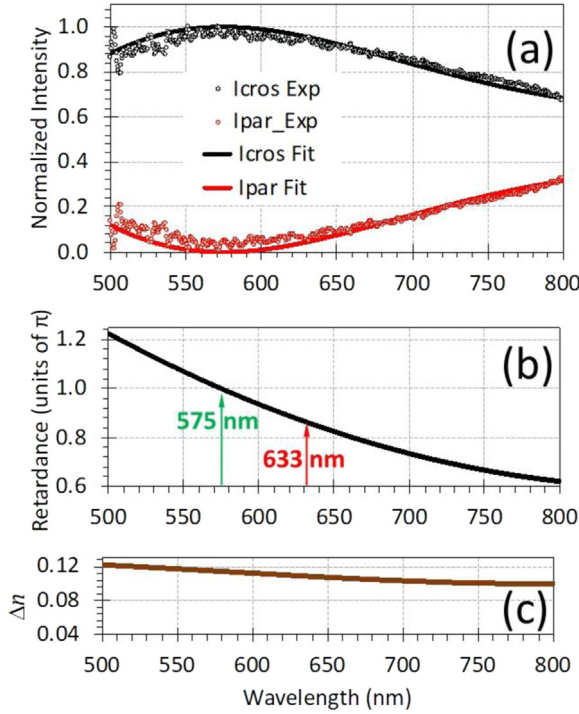 (a)
Normalized Intensity
1.0
0.8
0.6
0.4
0.2
0.0
Icros Exp
Ipar_Exp
Icros Fit
Ipar Fit
500 550 600 650 700 750 800
(b)
Retardance (units of π)
1.2
1.0
0.8
0.6
575 nm
633 nm
500 550 600 650 700 750 800
(c)
Δn
0.12
0.08
0.04
500 550 600 650 700 750 800
Wavelength (nm)